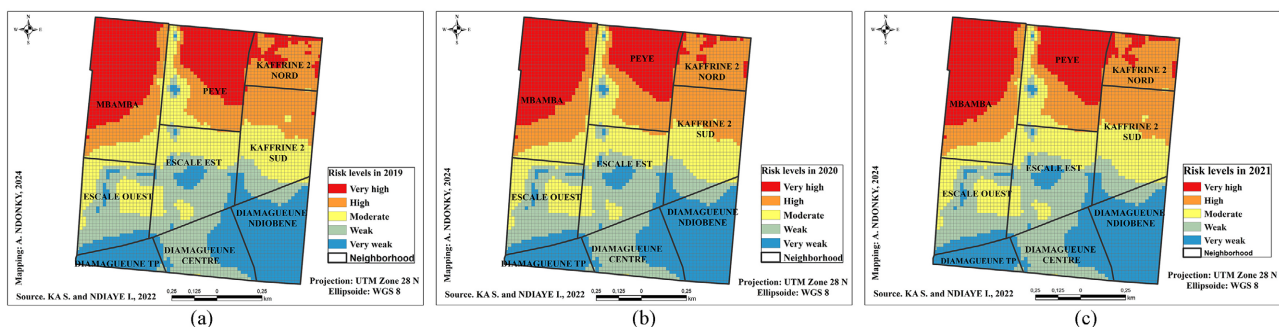 N
W E
S
MBAMBA
PEYE
KAFFRINE 2
NORD
KAFFRINE 2
SUD
ESCALE EST
ESCALE OUEST
DIAMAGUEUNE
NDIOBENE
DIAMAGUEUNE
CENTRE
DIAMAGUEUNE TP
Risk levels in 2019
Very high
High
Moderate
Weak
Very weak
Neighborhood
Mapping: A. NDONKY, 2024
Projection: UTM Zone 28 N
Ellipsoide: WGS 8
Source. KA S. and NDIAYE I., 2022
0,25 0 0,25
km
(a)
N
W E
S
PEYE
KAFFRINE 2
NORD
MBAMBA
KAFFRINE 2
SUD
ESCALE EST
ESCALE OUEST
DIAMAGUEUNE
NDIOBENE
DIAMAGUEUNE
CENTRE
DIAMAGUEUNE TP
Risk levels in 2020
Very high
High
Moderate
Weak
Very weak
Neighborhood
Mapping: A. NDONKY, 2024
Projection: UTM Zone 28 N
Ellipsoide: WGS 8
Source. KA S. and NDIAYE I., 2022
0,25 0 0,25
km
(b)
N
W E
S
PEYE
KAFFRINE 2
NORD
MBAMBA
KAFFRINE 2
SUD
ESCALE EST
ESCALE OUEST
DIAMAGUEUNE
NDIOBENE
DIAMAGUEUNE
CENTRE
DIAMAGUEUNE TP
Risk levels in 2021
Very high
High
Moderate
Weak
Very weak
Neighborhood
Mapping: A. NDONKY, 2024
Projection: UTM Zone 28 N
Ellipsoide: WGS 8
Source. KA S. and NDIAYE I., 2022
0,25 0,125 0 0,25
km
(c)